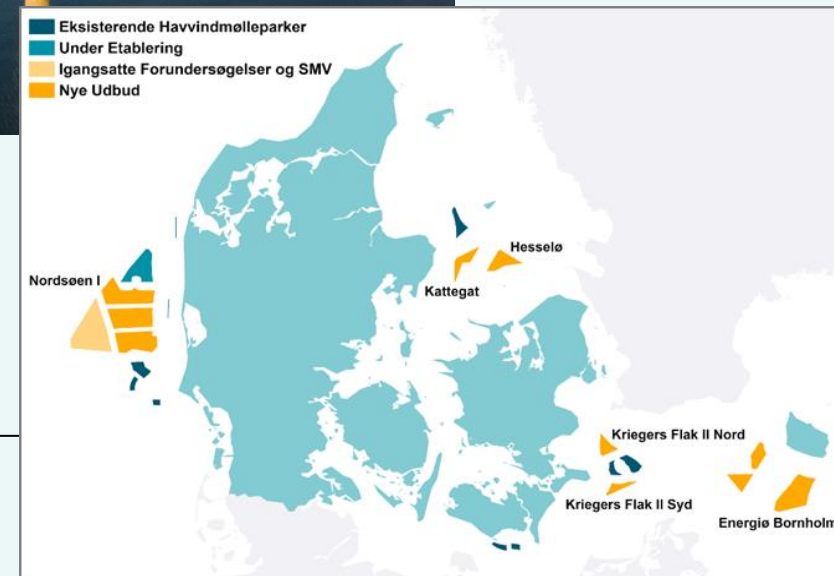 Eksisterende Havvindmølleparker
Under Etablering
Igangsatte Forundersøgelser og SMV
Nye Udbud
Hesselø
Nordsøen I
Kattegat
Kriegers Flak II Nord
Kriegers Flak II Syd
Energiø Bornholm